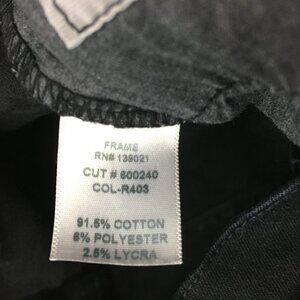 FRAME
RN# 139021
CUT # 600240
COL-R403
91.5% COTTON
6% POLYESTER
2.5% LYCRA